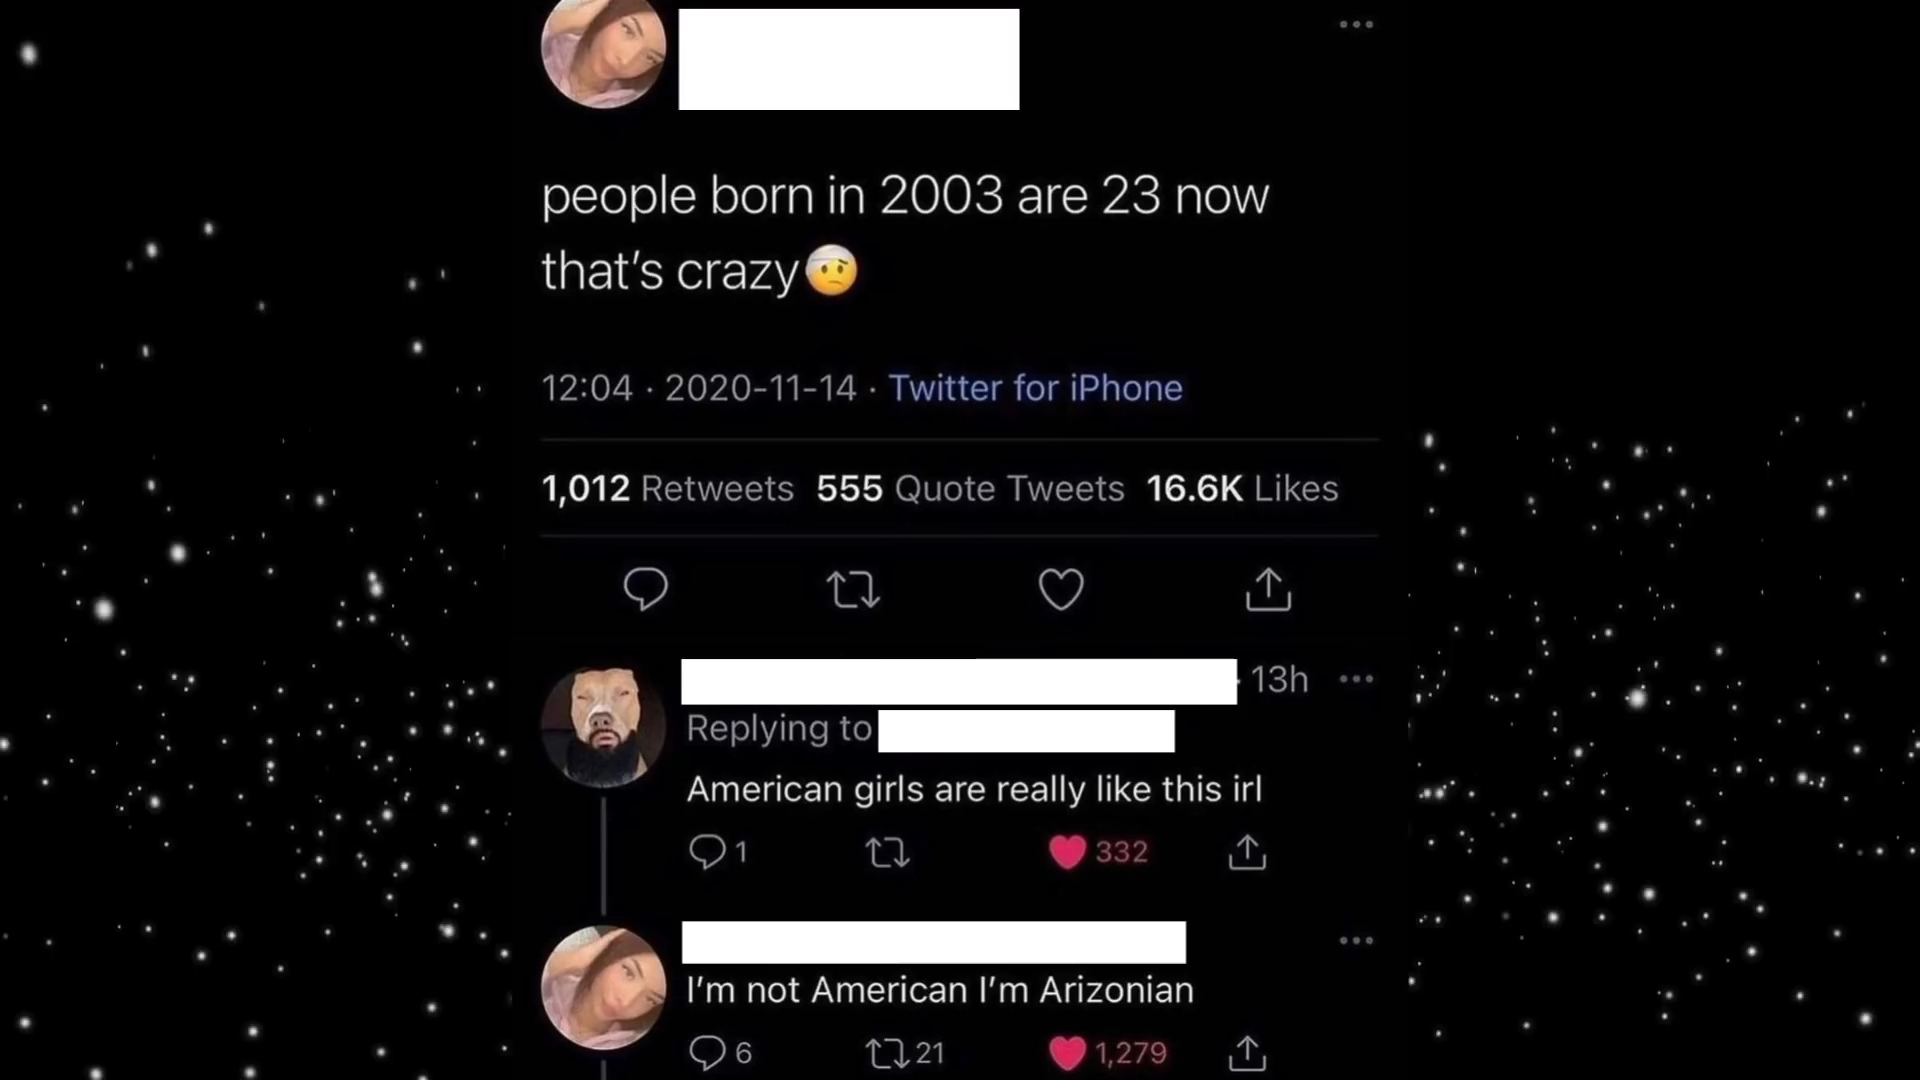 people born in 2003 are 23 now
that’s crazy🤕
12:04 · 2020-11-14 · Twitter for iPhone
1,012 Retweets 555 Quote Tweets 16.6K Likes
· 13h
Replying to
American girls are really like this irl
1 332
I’m not American I’m Arizonian
6 21 1,279